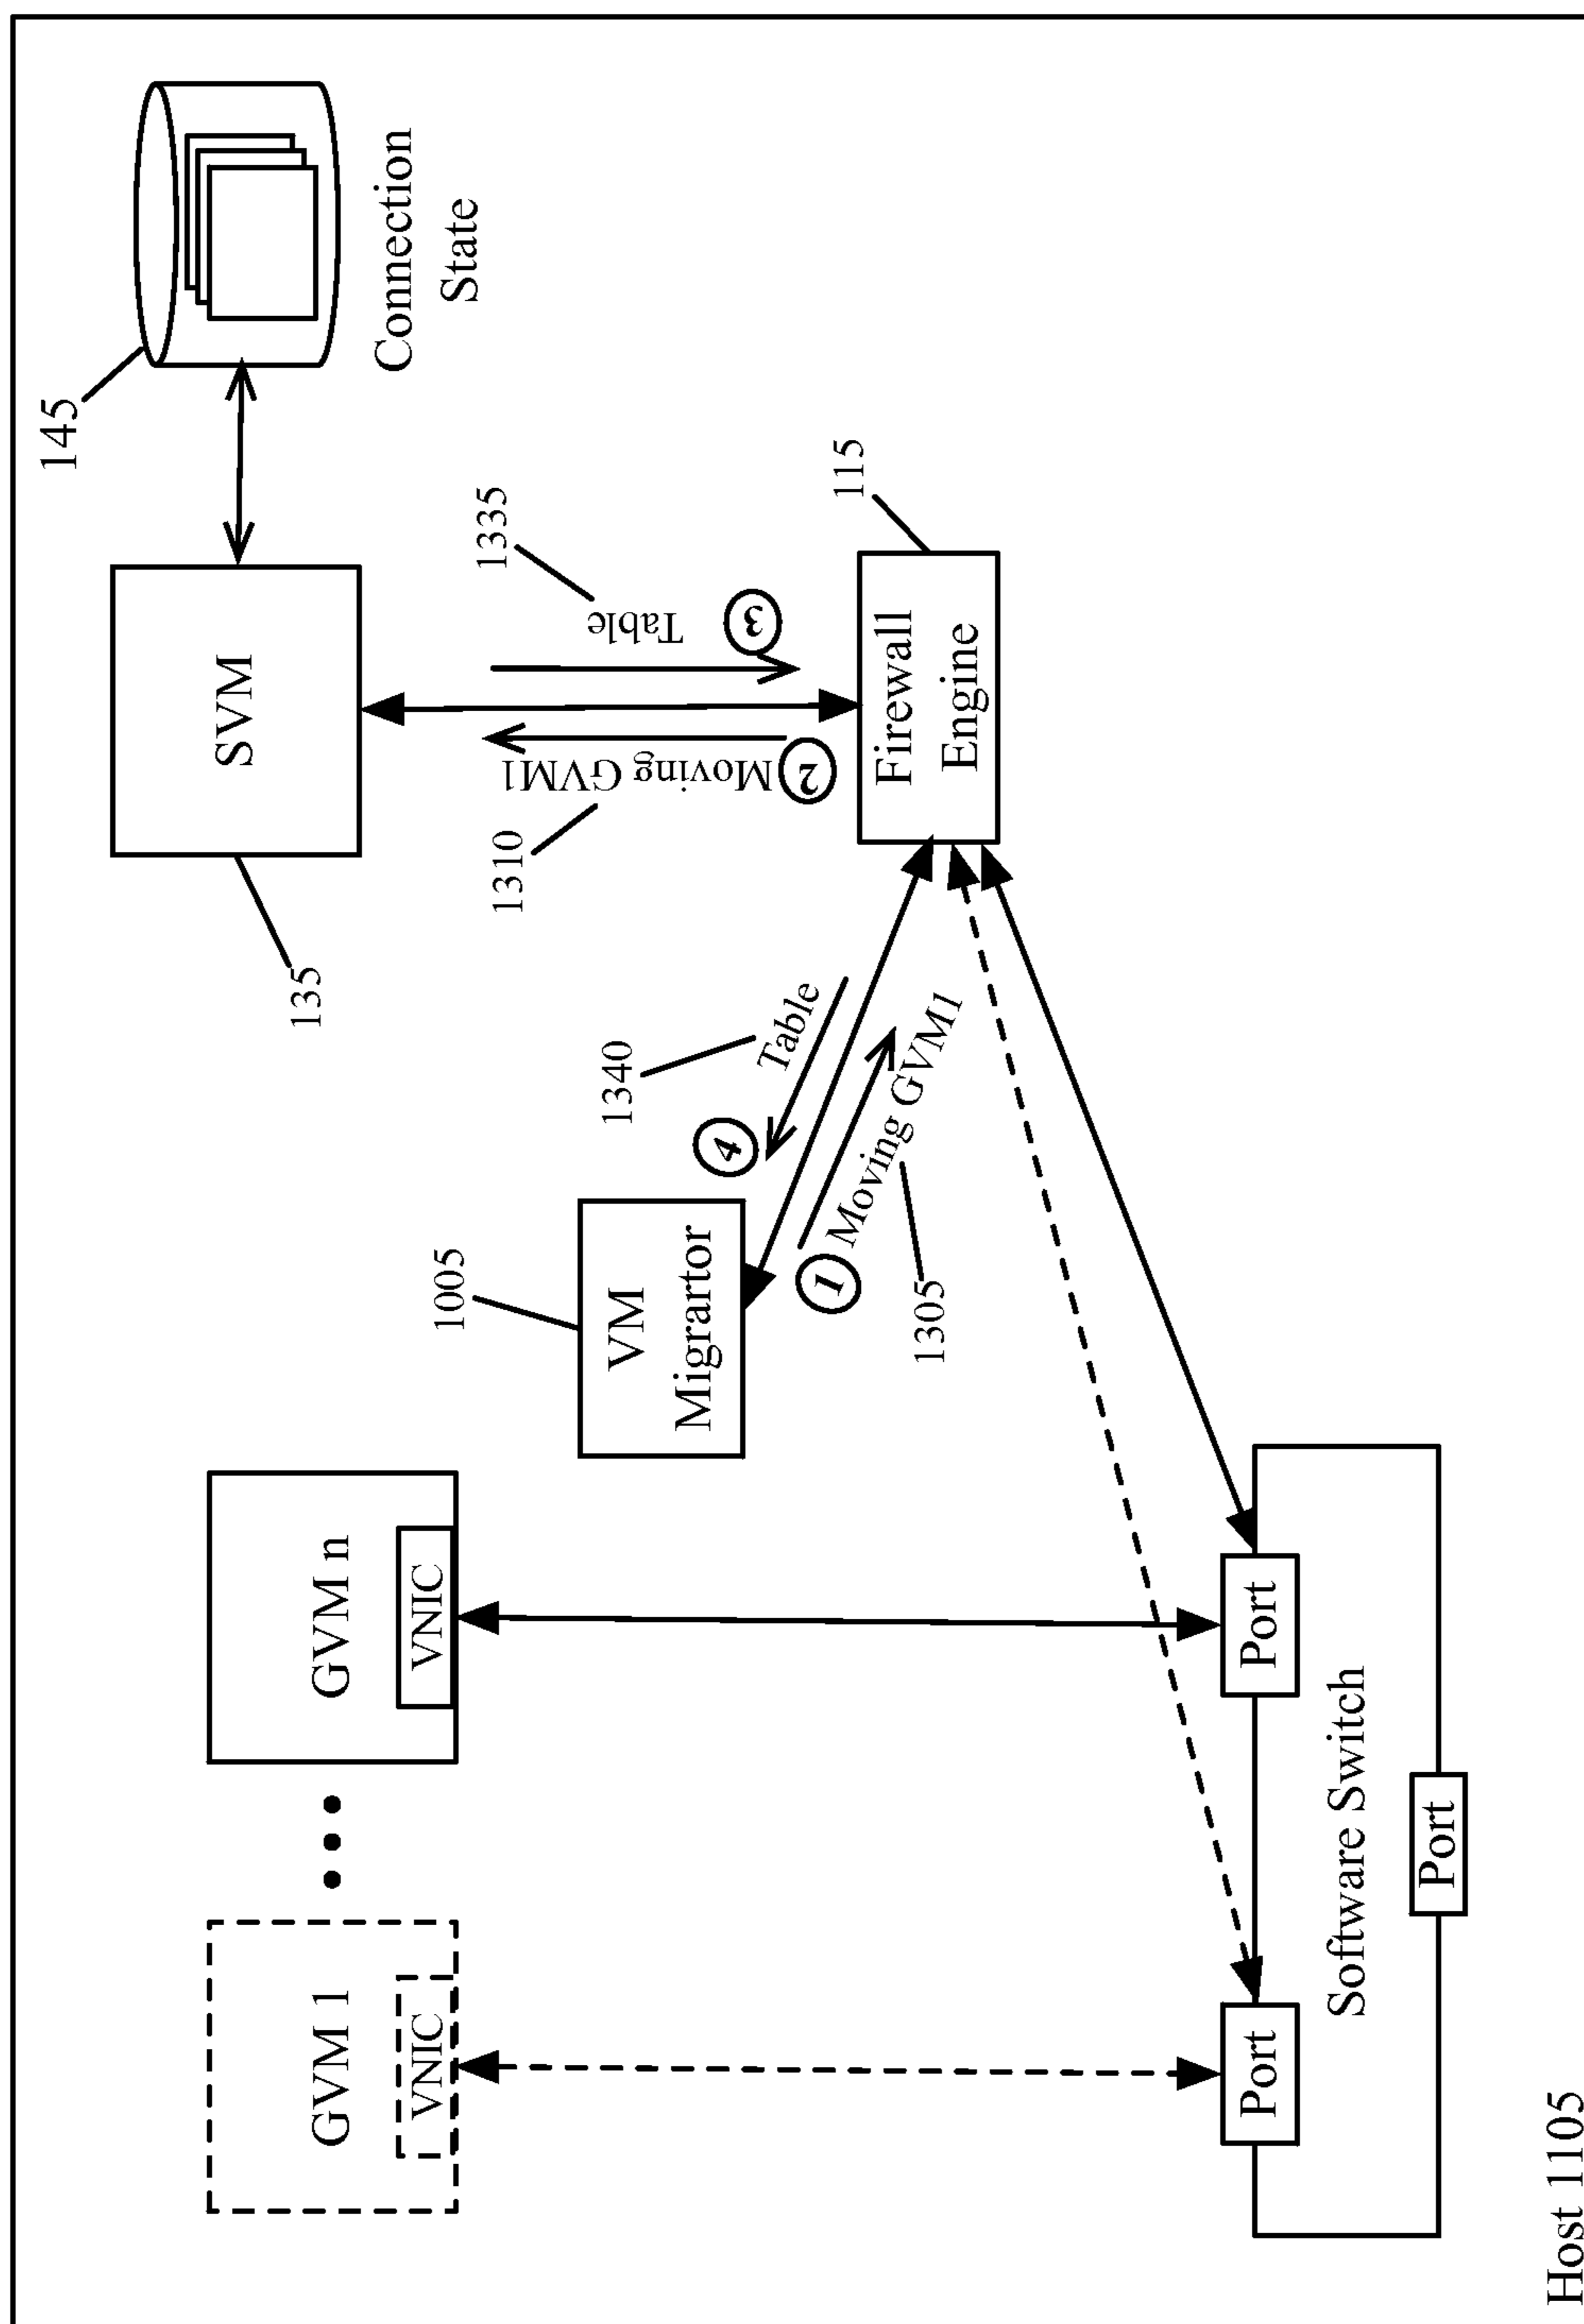 GVM 1
VNIC
GVM n
VNIC
SVM
135
145
Connection
State
1005
VM
Migrartor
1340
Table
4
1
Moving GVM1
1305
1310
Moving GVM1
2
1335
Table
3
115
Firewall
Engine
Port
Port
Software Switch
Port
Host 1105